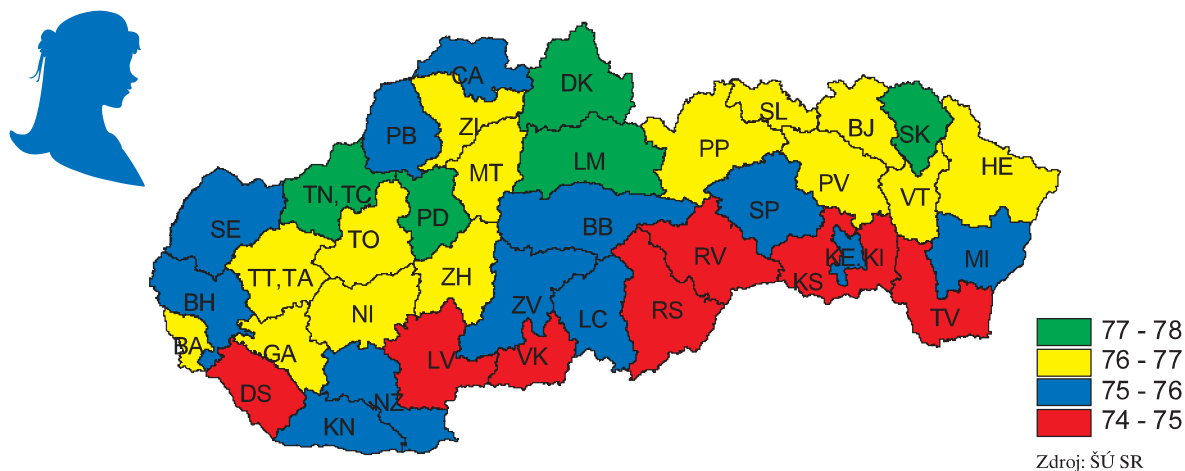 CA
DK
PB
ZI
SL
BJ
SK
PP
LM
MT
HE
TN,TC
PV
VT
PD
SP
SE
TO
BB
RV
KE,KI
MI
TT,TA
ZH
KS
BH
NI
ZV
LC
RS
TV
BA
GA
LV
VK
DS
NZ
KN
77 - 78
76 - 77
75 - 76
74 - 75
Zdroj: ŠÚ SR